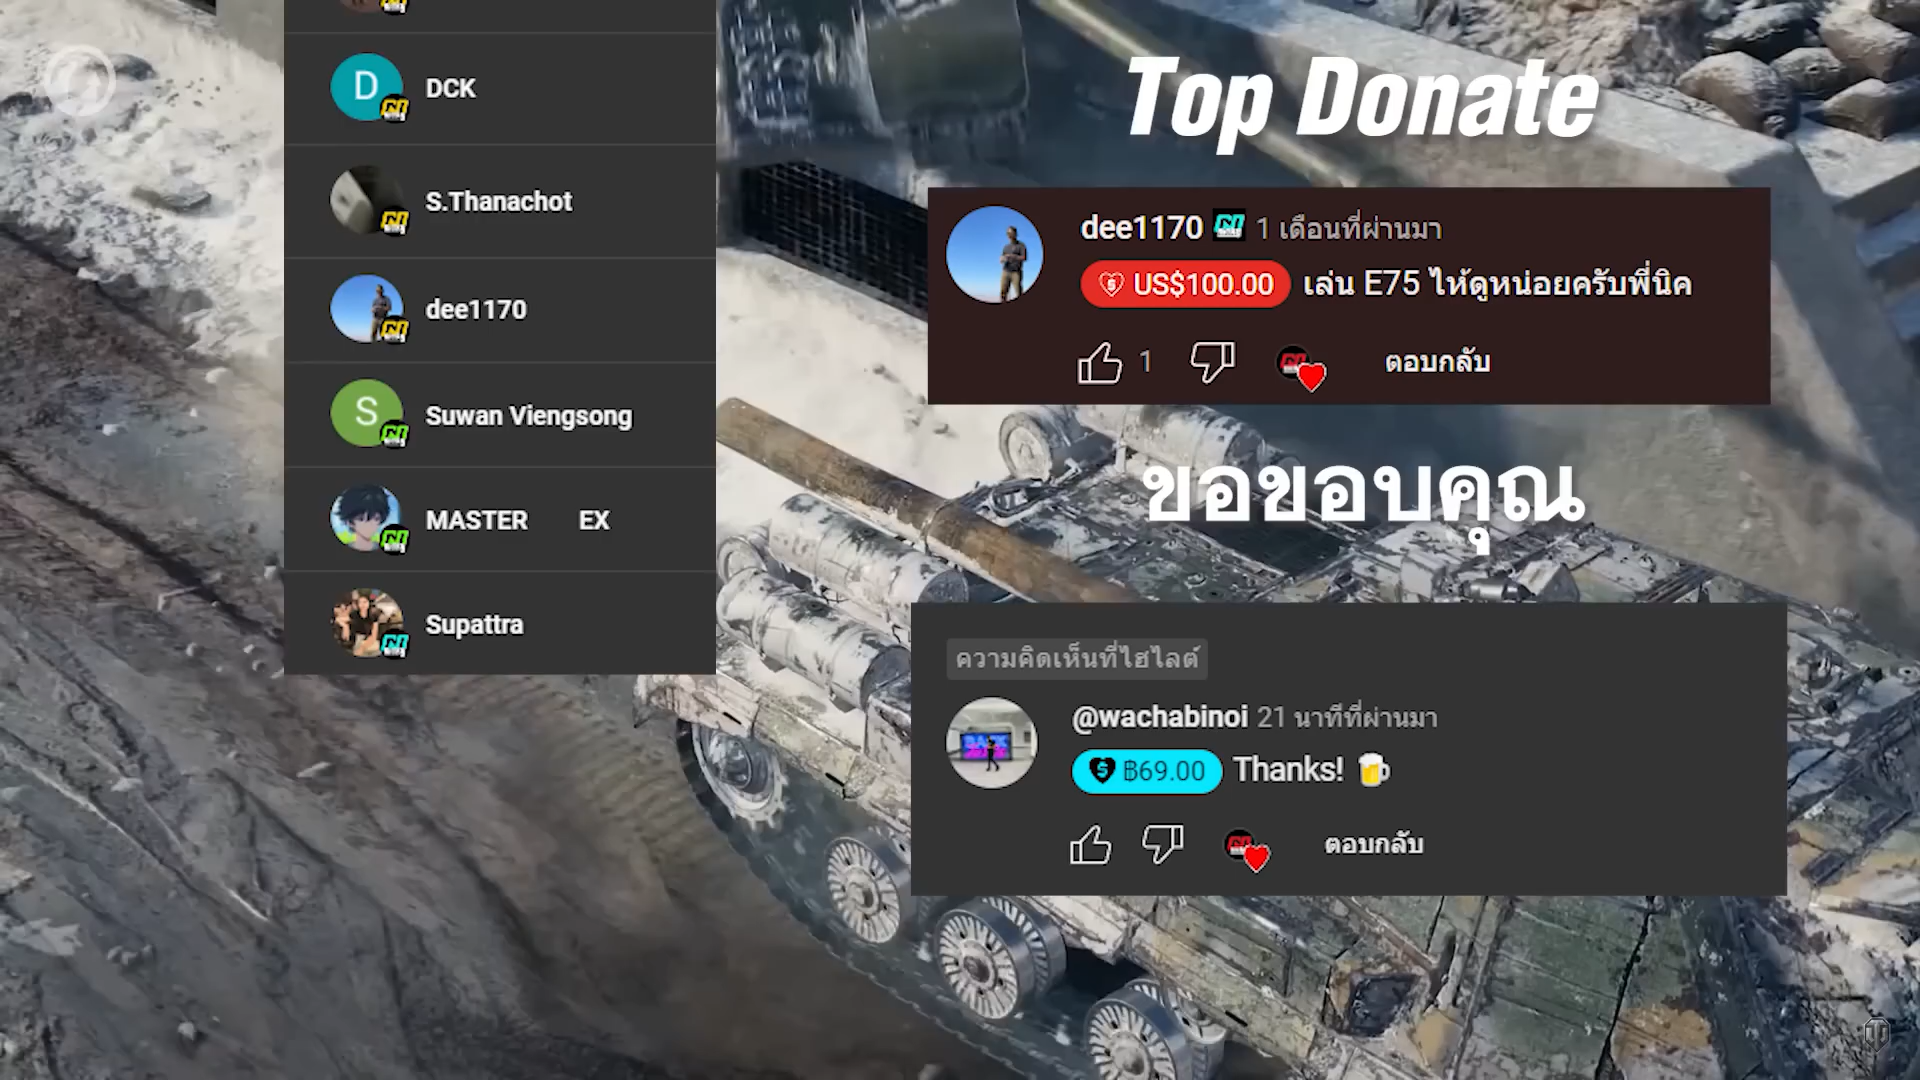 D DCK
S.Thanachot
dee1170
S Suwan Viengsong
MASTER EX
Supattra
Top Donate
dee1170 1 เดือนที่ผ่านมา
US$100.00 เล่น E75 ไห้ดูหน่อยครับพี่นิค
1 ตอบกลับ
ขอขอบคุณ
ความคิดเห็นที่ไฮไลต์
@wachabinoi 21 นาทีที่ผ่านมา
฿69.00 Thanks! 🍺
ตอบกลับ